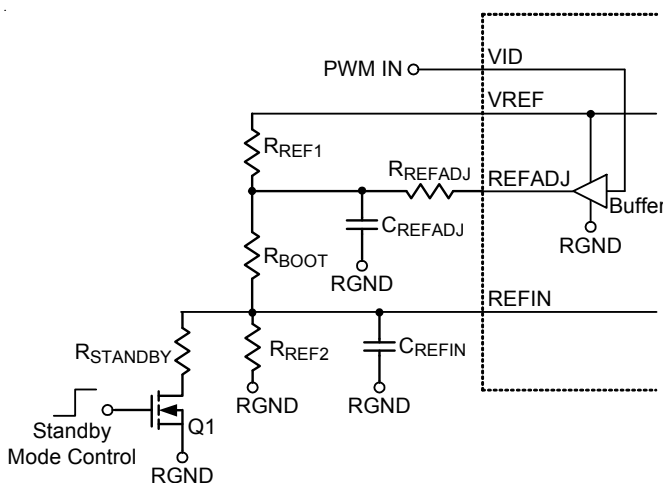 PWM IN
VID
VREF
RREF1
RREFADJ
REFADJ
Buffer
CREFADJ
RGND
RGND
RBOOT
REFIN
RSTANDBY
RREF2
CREFIN
RGND
RGND
Q1
Standby
Mode Control
RGND